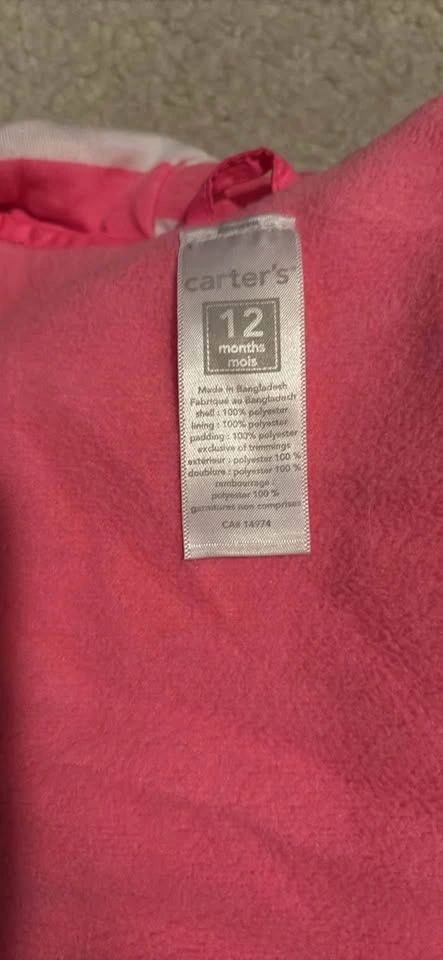 carter's
12
months
mois
Made in Bangladesh
Fabriqué au Bangladesh
shell : 100% polyester
lining : 100% polyester
padding : 100% polyester
exclusive of trimmings
extérieur : polyester 100 %
doublure : polyester 100 %
rembourrage :
polyester 100 %
garnitures non comprises
CA# 14974